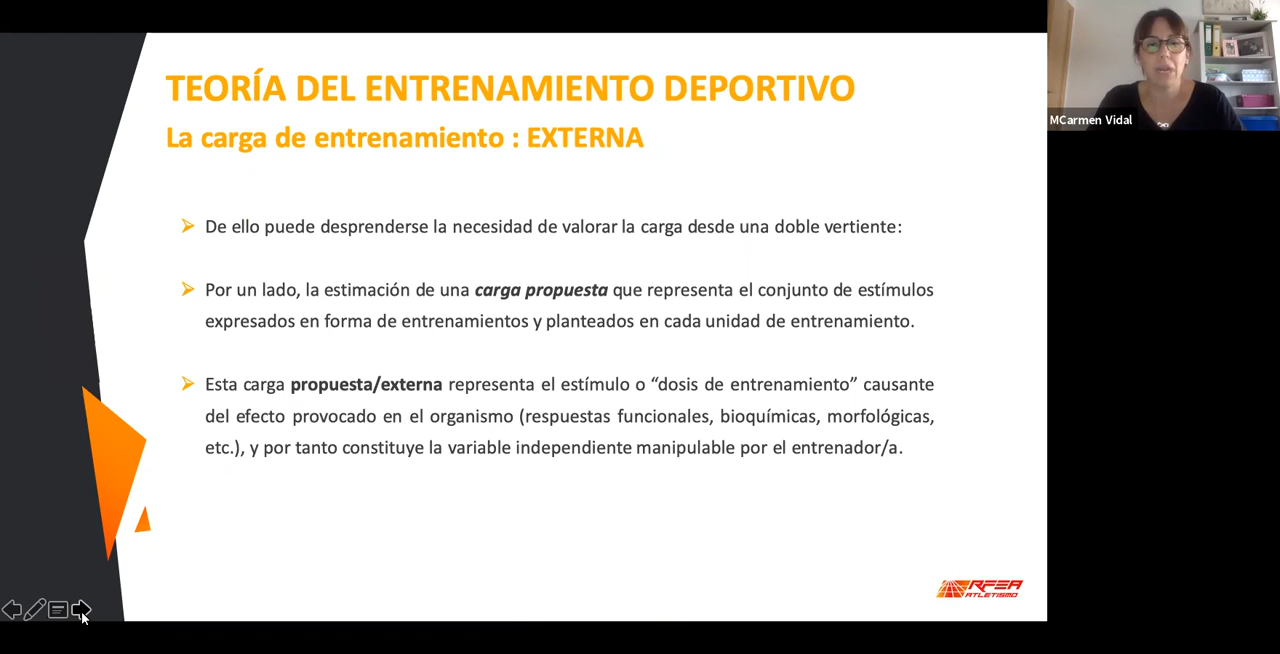 TEORÍA DEL ENTRENAMIENTO DEPORTIVO
La carga de entrenamiento : EXTERNA
De ello puede desprenderse la necesidad de valorar la carga desde una doble vertiente:
Por un lado, la estimación de una carga propuesta que representa el conjunto de estímulos
expresados en forma de entrenamientos y planteados en cada unidad de entrenamiento.
Esta carga propuesta/externa representa el estímulo o “dosis de entrenamiento” causante
del efecto provocado en el organismo (respuestas funcionales, bioquímicas, morfológicas,
etc.), y por tanto constituye la variable independiente manipulable por el entrenador/a.
RFEA
ATLETISMO
MCarmen Vidal